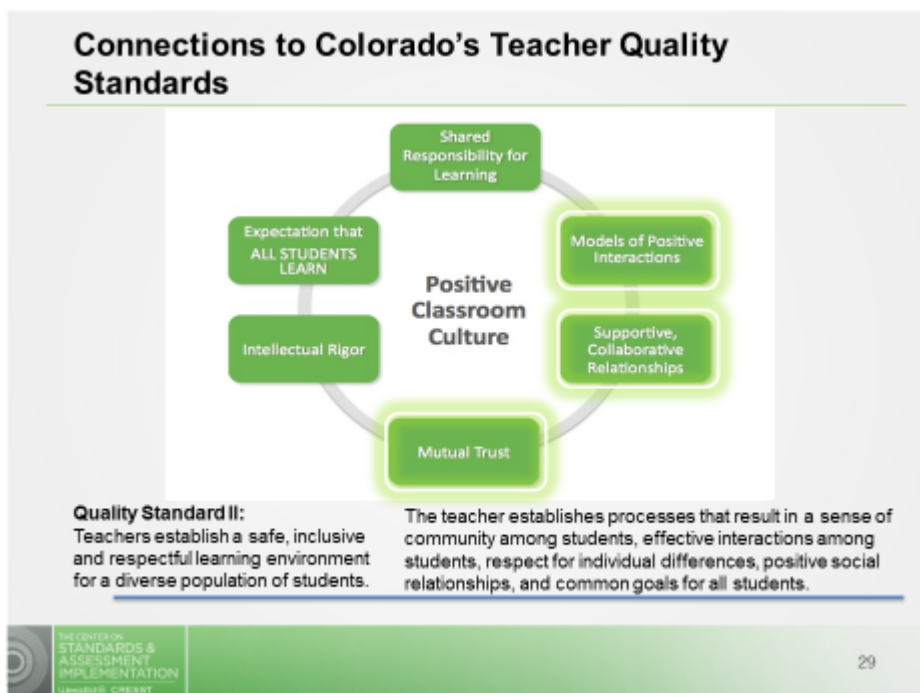 Connections to Colorado's Teacher Quality
Standards
Shared
Responsibility for
Learning
Expectation that
ALL STUDENTS
LEARN
Models of Positive
Interactions
Positive
Classroom
Culture
Intellectual Rigor
Supportive,
Collaborative
Relationships
Mutual Trust
Quality Standard II:
Teachers establish a safe, inclusive
and respectful learning environment
for a diverse population of students.
The teacher establishes processes that result in a sense of
community among students, effective interactions among
students, respect for individual differences, positive social
relationships, and common goals for all students.
THE CENTER ON
STANDARDS &
ASSESSMENT
IMPLEMENTATION
CRESST
29